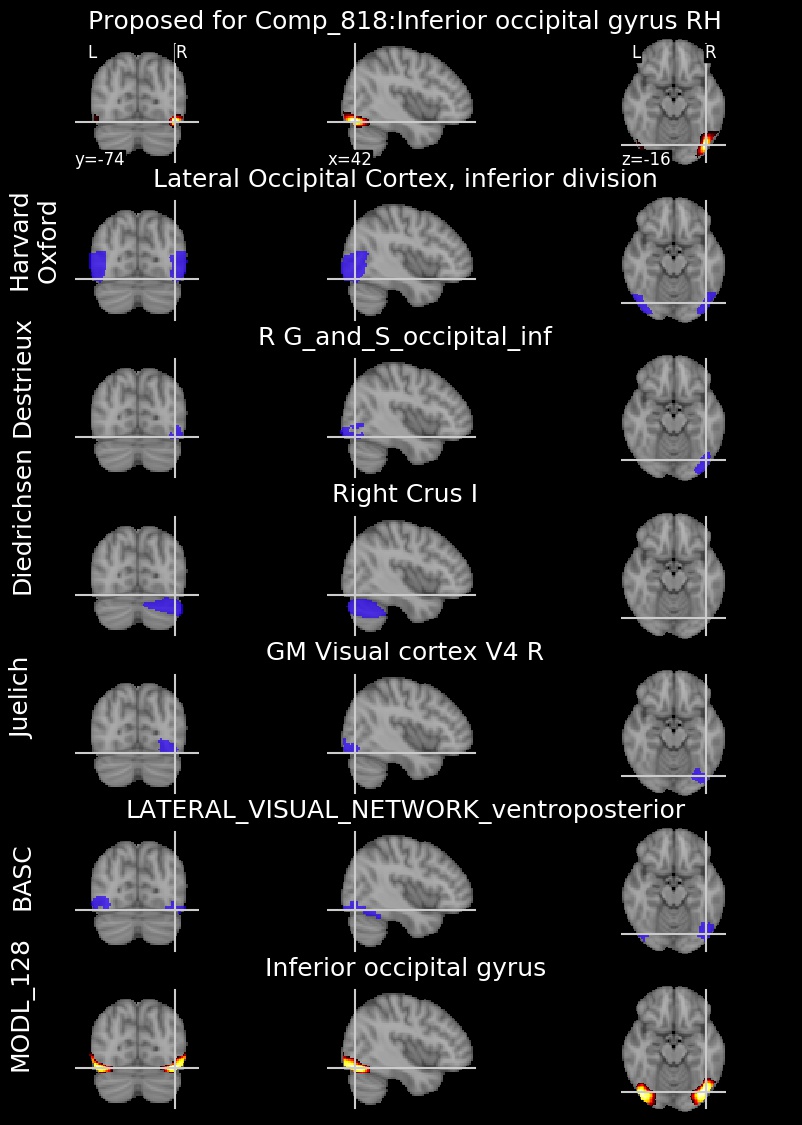 Proposed for Comp_818:Inferior occipital gyrus RH
L R
L R
y=-74
x=42
z=-16
Lateral Occipital Cortex, inferior division
Harvard
Oxford
R G_and_S_occipital_inf
Destrieux
Right Crus I
Diedrichsen
GM Visual cortex V4 R
Juelich
LATERAL_VISUAL_NETWORK_ventroposterior
BASC
Inferior occipital gyrus
MODL_128